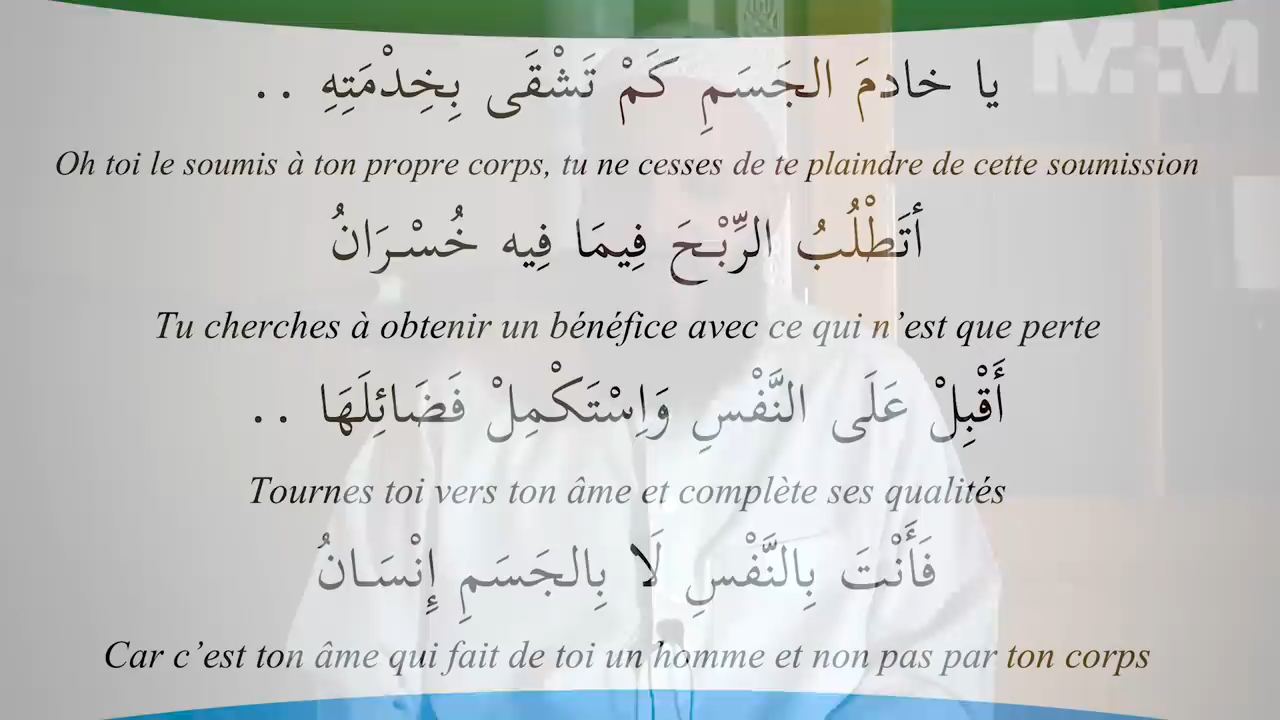 يا خادمَ الجَسَمِ كَمْ تَشْقَى بِخِدْمَتِهِ ..
Oh toi le soumis à ton propre corps, tu ne cesses de te plaindre de cette soumission
أتَطْلُبُ الرِّبْحَ فِيمَا فِيه خُسْرَانُ
Tu cherches à obtenir un bénéfice avec ce qui n’est que perte
أَقْبِلْ عَلَى النَّفْسِ وَاِسْتَكْمِلْ فَضَائِلَهَا ..
Tournes toi vers ton âme et complète ses qualités
فَأَنْتَ بِالنَّفْسِ لَا بِالجَسَمِ إِنْسَانُ
Car c’est ton âme qui fait de toi un homme et non pas par ton corps